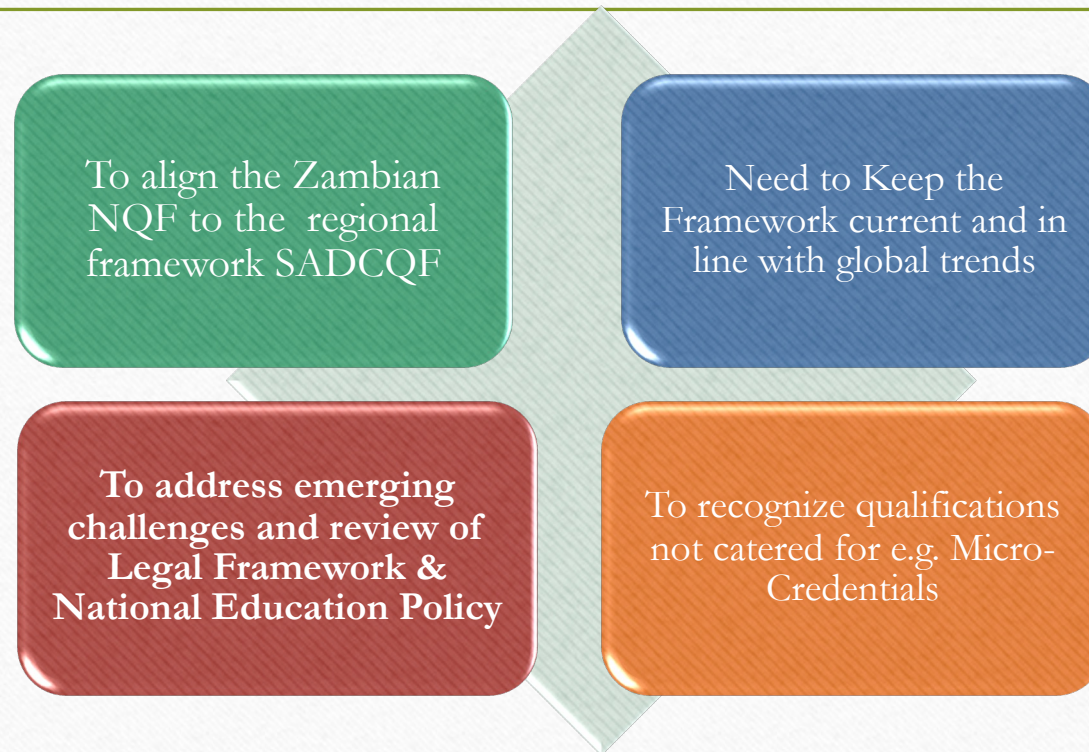 To align the Zambian
NQF to the regional
framework SADCQF
Need to Keep the
Framework current and in
line with global trends
To address emerging
challenges and review of
Legal Framework &
National Education Policy
To recognize qualifications
not catered for e.g. Micro-
Credentials